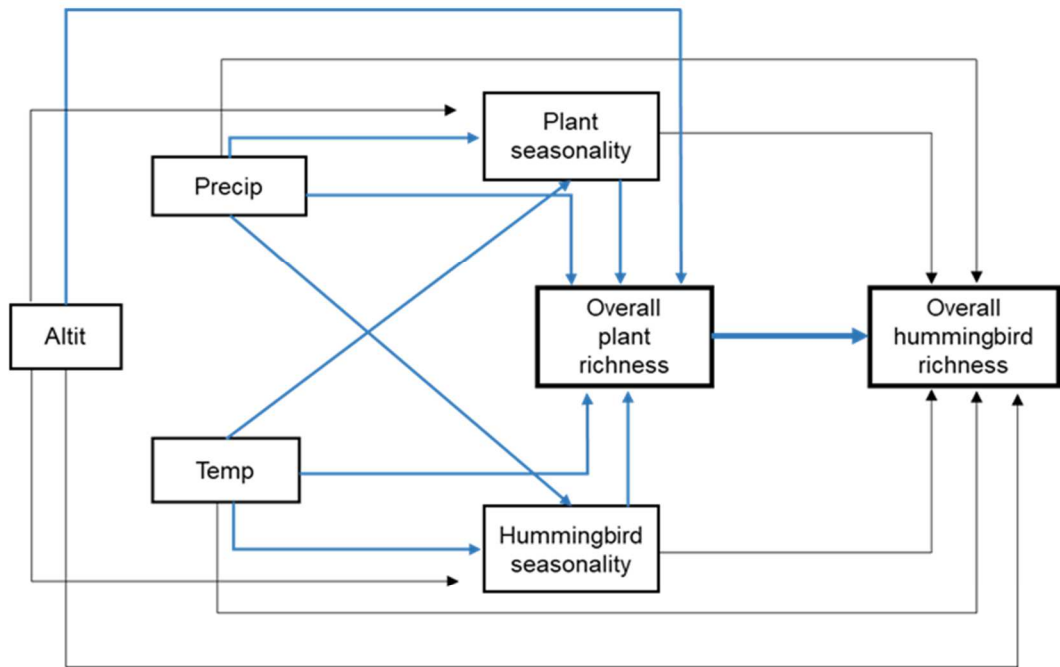 Plant
seasonality
Precip
Altit
Overall
plant
richness
Overall
hummingbird
richness
Temp
Hummingbird
seasonality